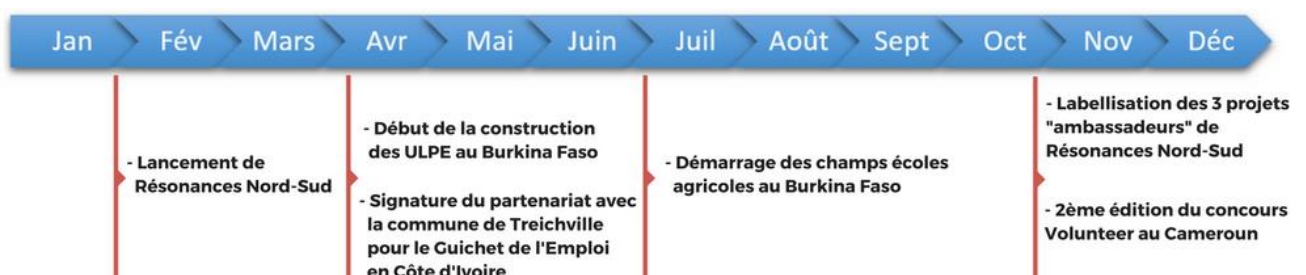 Jan Fév Mars Avr Mai Juin Juil Août Sept Oct Nov Déc
- Lancement de
Résonances Nord-Sud
- Début de la construction
des ULPE au Burkina Faso
- Signature du partenariat avec
la commune de Treichville
pour le Guichet de l'Emploi
en Côte d'Ivoire
- Démarrage des champs écoles
agricoles au Burkina Faso
- Labellisation des 3 projets
"ambassadeurs" de
Résonances Nord-Sud
- 2ème édition du concours
Volunteer au Cameroun